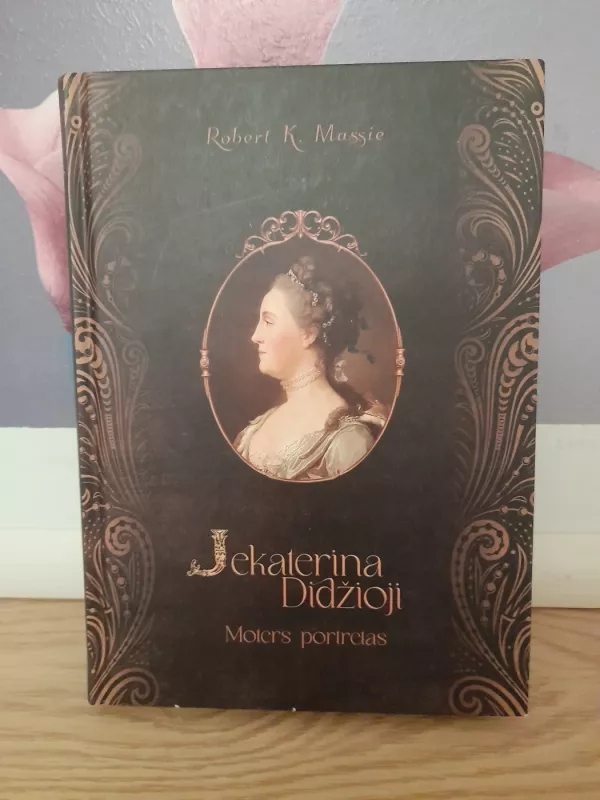 Robert K. Massie
Jekaterina
Didžioji
Moters portretas